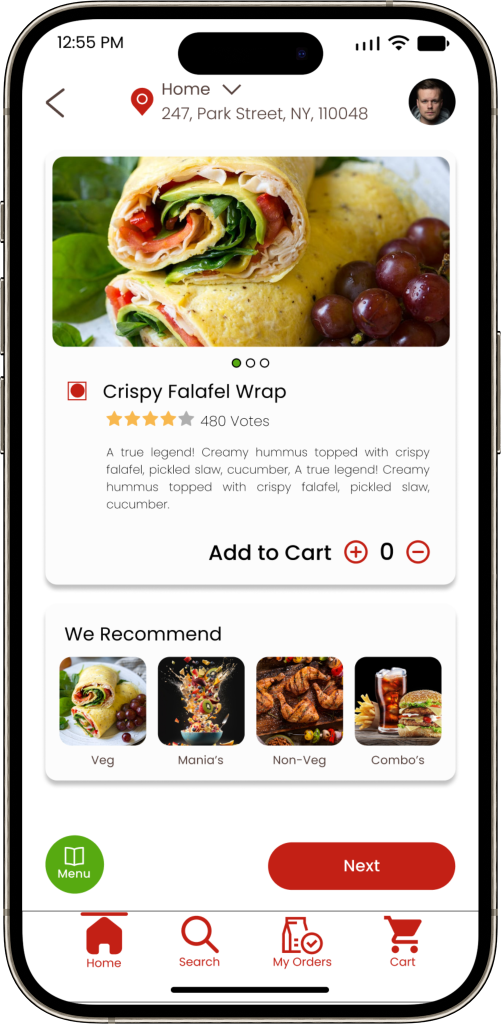 12:55 PM
Home
247, Park Street, NY, 110048
Crispy Falafel Wrap
480 Votes
A true legend! Creamy hummus topped with crispy
falafel, pickled slaw, cucumber, A true legend! Creamy
hummus topped with crispy falafel, pickled slaw,
cucumber.
Add to Cart 0
We Recommend
Veg Mania's Non-Veg Combo's
Menu
Next
Home Search My Orders Cart